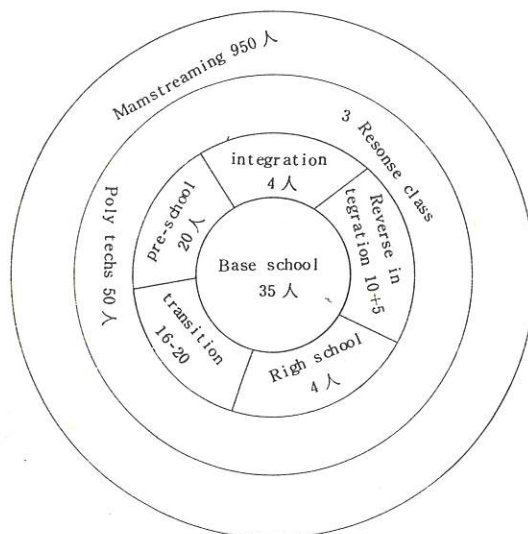 Mamstreaming 950 人
3 Resonse class
Poly techs 50 人
integration
4 人
Reverse in
tegration 10+5
pre-school
20 人
Base school
35 人
transition
16-20
Righ school
4 人